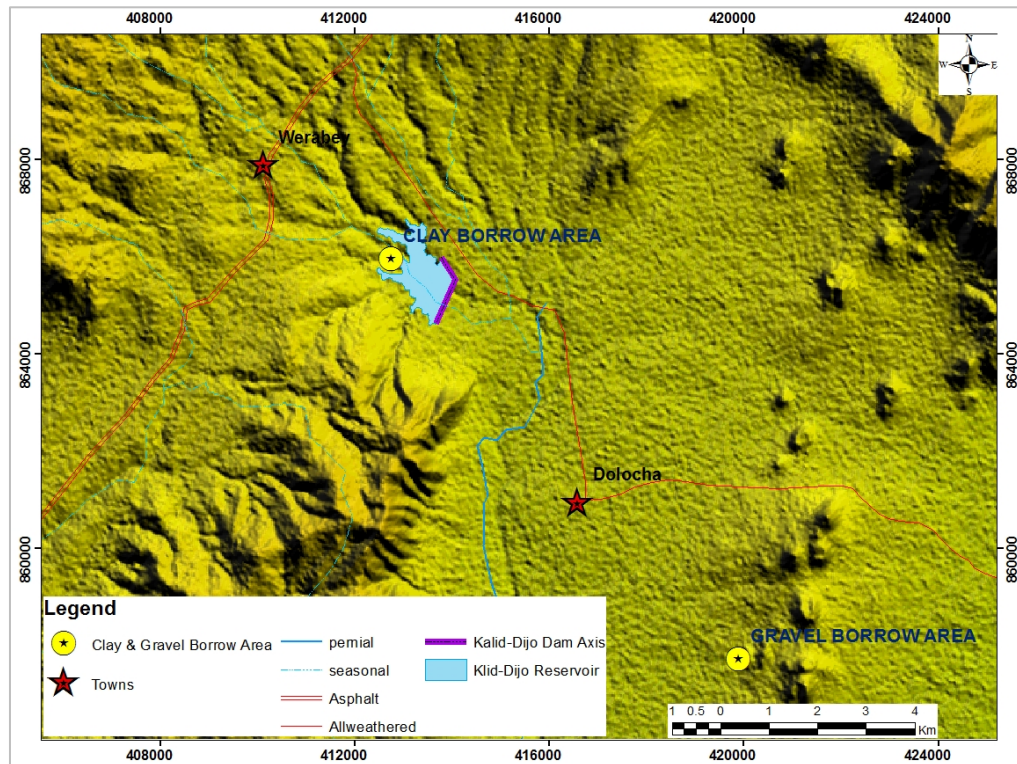 408000 412000 416000 420000 424000
N
W E
S
Werabey
868000 868000
CLAY BORROW AREA
864000 864000
Dolocha
860000 860000
Legend
Clay & Gravel Borrow Area
Towns
pernial
seasonal
Asphalt
Allweathered
Kalid-Dijo Dam Axis
Klid-Dijo Reservoir
GRAVEL BORROW AREA
1 0.5 0 1 2 3 4
Km
408000 412000 416000 420000 424000